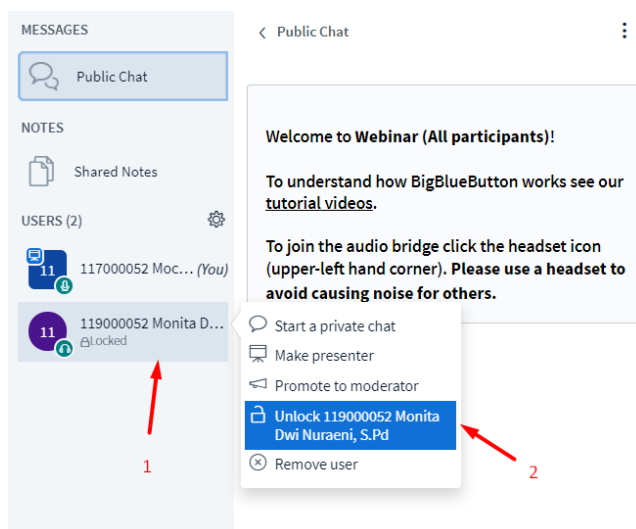 MESSAGES
Public Chat
NOTES
Shared Notes
USERS (2)
11
117000052 Moc... (You)
11
119000052 Monita D...
Locked
1
Public Chat
Welcome to Webinar (All participants)!
To understand how BigBlueButton works see our
tutorial videos.
To join the audio bridge click the headset icon
(upper-left hand corner). Please use a headset to
avoid causing noise for others.
Start a private chat
Make presenter
Promote to moderator
Unlock 119000052 Monita
Dwi Nuraeni, S.Pd
Remove user
2